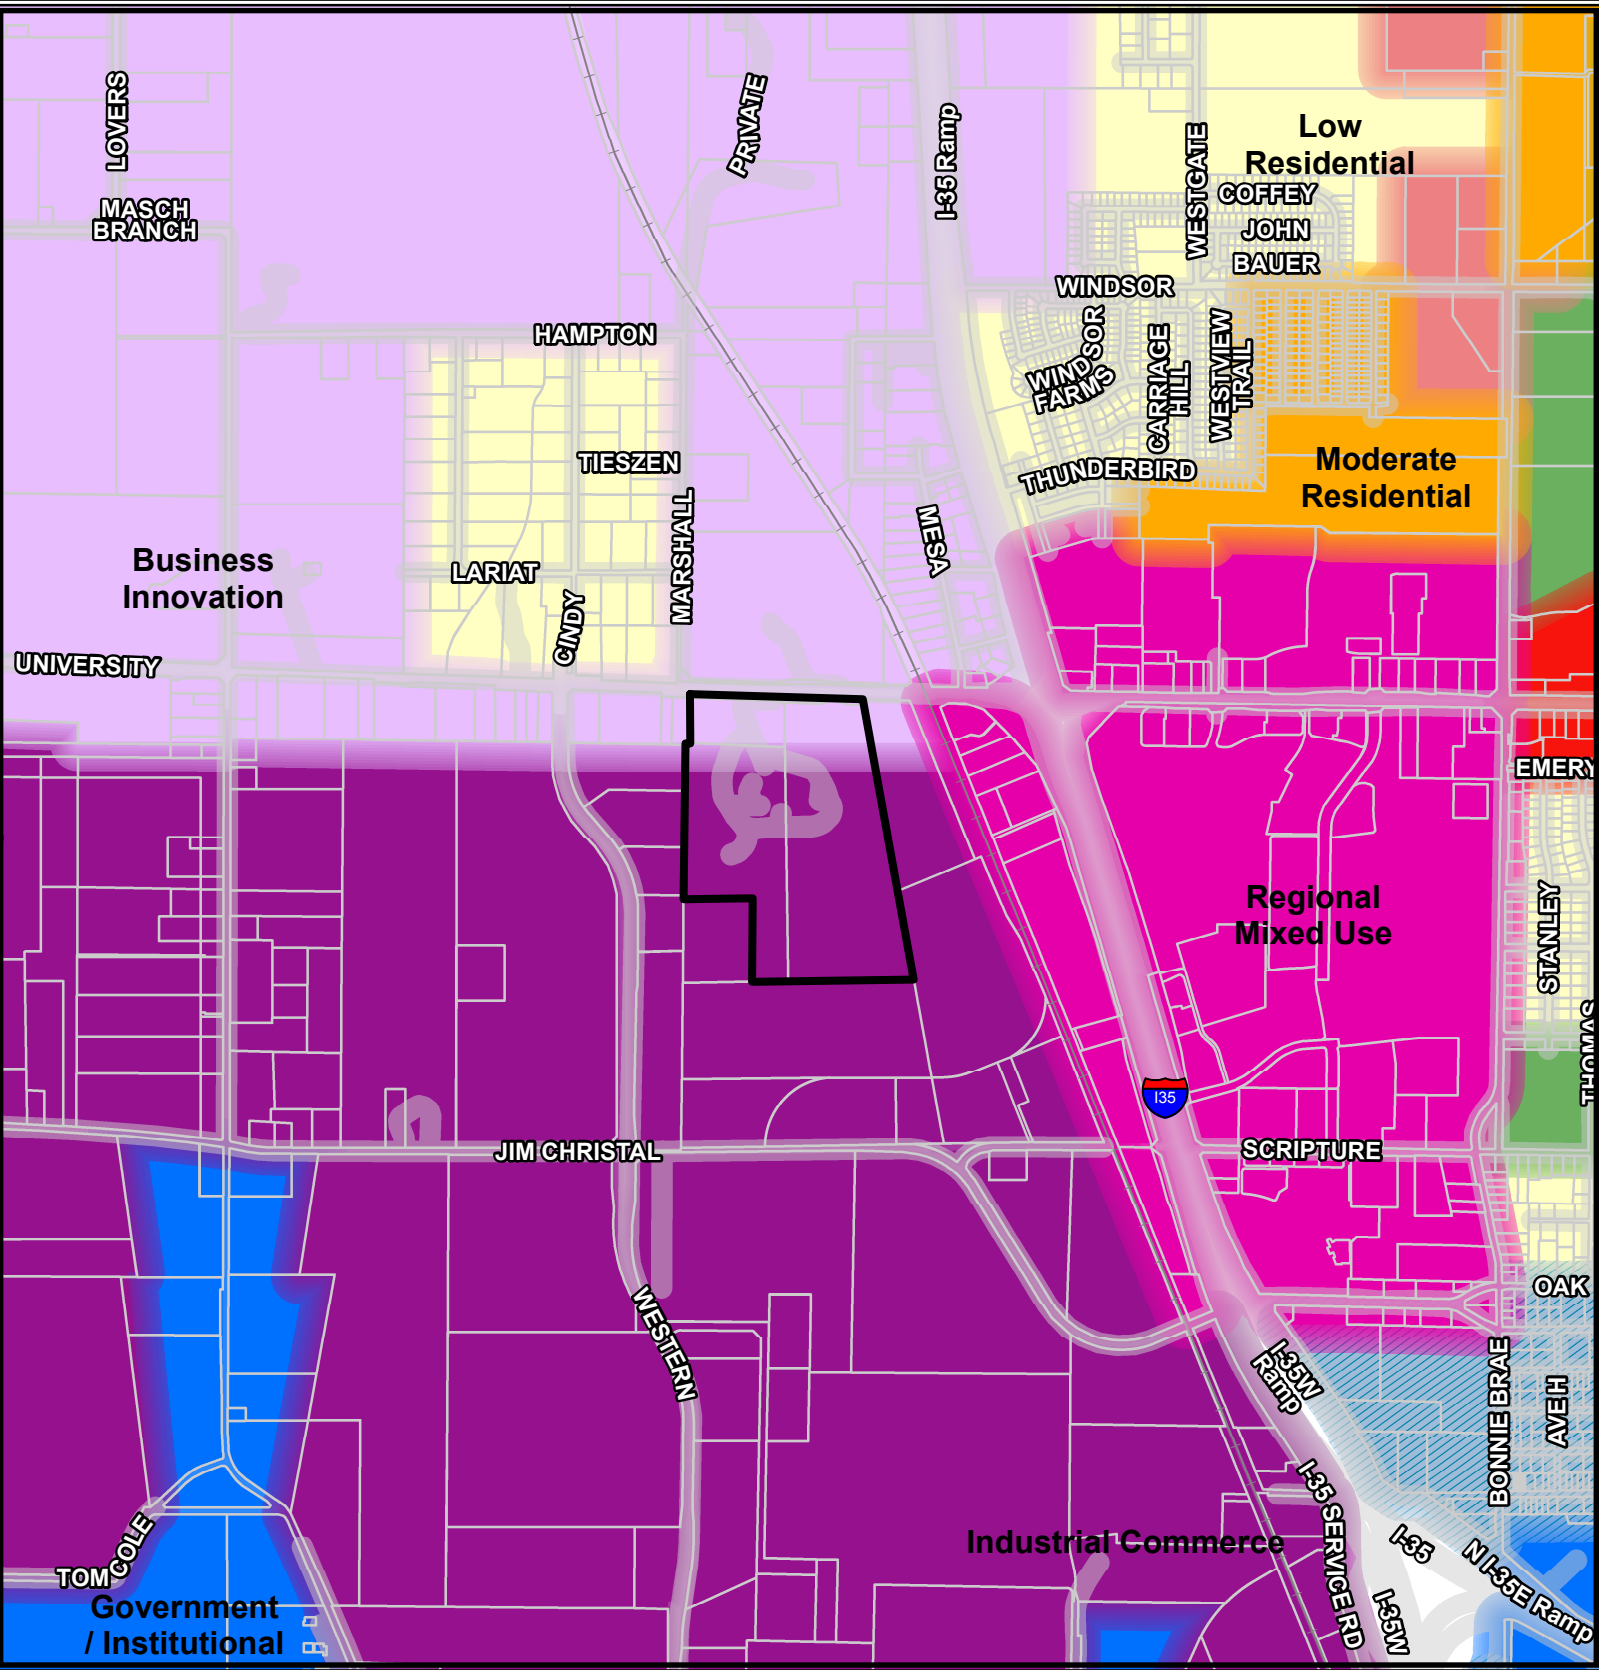 LOVERS
PRIVATE
I-35 Ramp
WESTGATE
Low
Residential
COFFEY
MASCH
BRANCH
JOHN
BAUER
WINDSOR
HAMPTON
WINDSOR
WINDSOR
FARMS
CARRIAGE
HILL
WESTVIEW
TRAIL
TIESZEN
THUNDERBIRD
Moderate
Residential
MARSHALL
MESA
Business
Innovation
LARIAT
CINDY
UNIVERSITY
EMERY
Regional
Mixed Use
STANLEY
THOMAS
I35
JIM CHRISTAL
SCRIPTURE
OAK
WESTERN
I-35W
Ramp
BONNIE BRAE
AVEH
I-35 SERVICE RD
Industrial Commerce
I-35
N I-35E Ramp
TOM COLE
I-35W
Government
/ Institutional